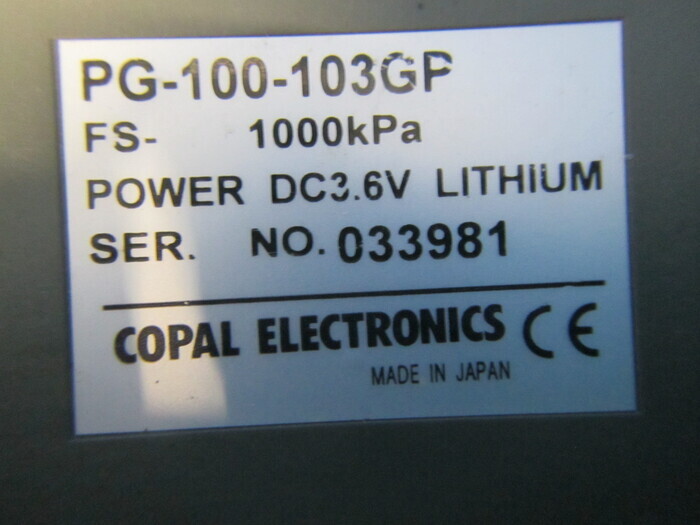 PG-100-103GP
FS- 1000kPa
POWER DC3.6V LITHIUM
SER. NO. 033981
COPAL ELECTRONICS CE
MADE IN JAPAN